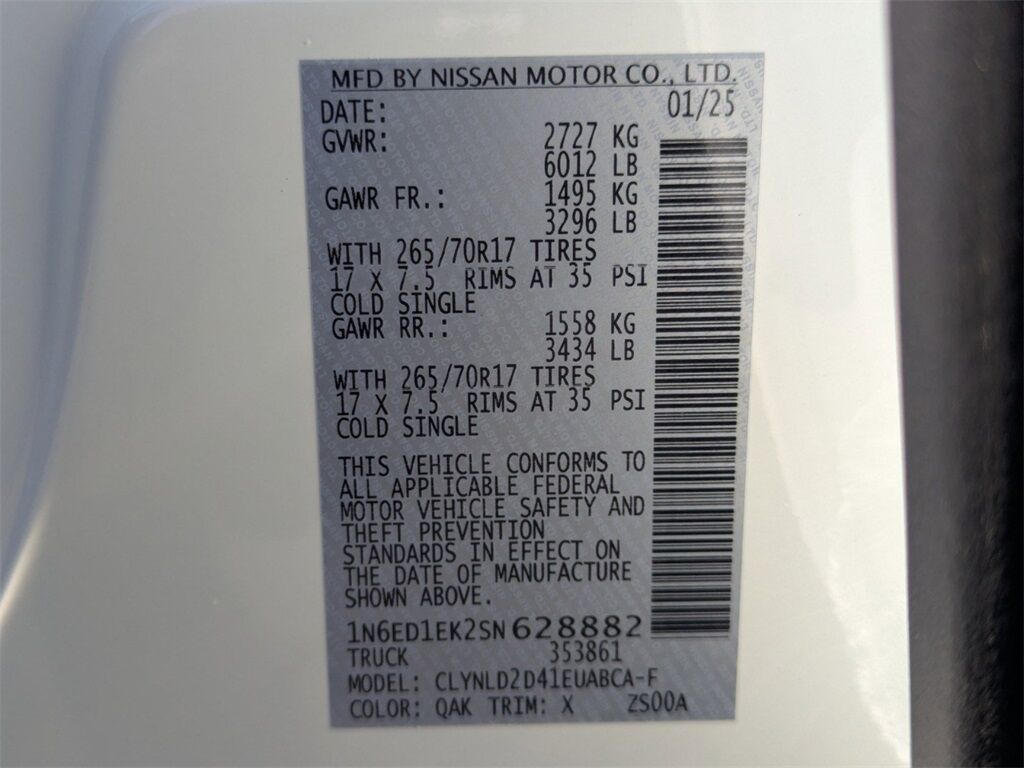 MFD BY NISSAN MOTOR CO., LTD.
DATE: 01/25
GVWR: 2727 KG
6012 LB
GAWR FR.: 1495 KG
3296 LB
WITH 265/70R17 TIRES
17 X 7.5 RIMS AT 35 PSI
COLD SINGLE
GAWR RR.: 1558 KG
3434 LB
WITH 265/70R17 TIRES
17 X 7.5 RIMS AT 35 PSI
COLD SINGLE
THIS VEHICLE CONFORMS TO
ALL APPLICABLE FEDERAL
MOTOR VEHICLE SAFETY AND
THEFT PREVENTION
STANDARDS IN EFFECT ON
THE DATE OF MANUFACTURE
SHOWN ABOVE.
1N6ED1EK2SN628882
TRUCK 353861
MODEL: CLYNLD2D41EUABCA-F
COLOR: QAK TRIM: X ZS00A